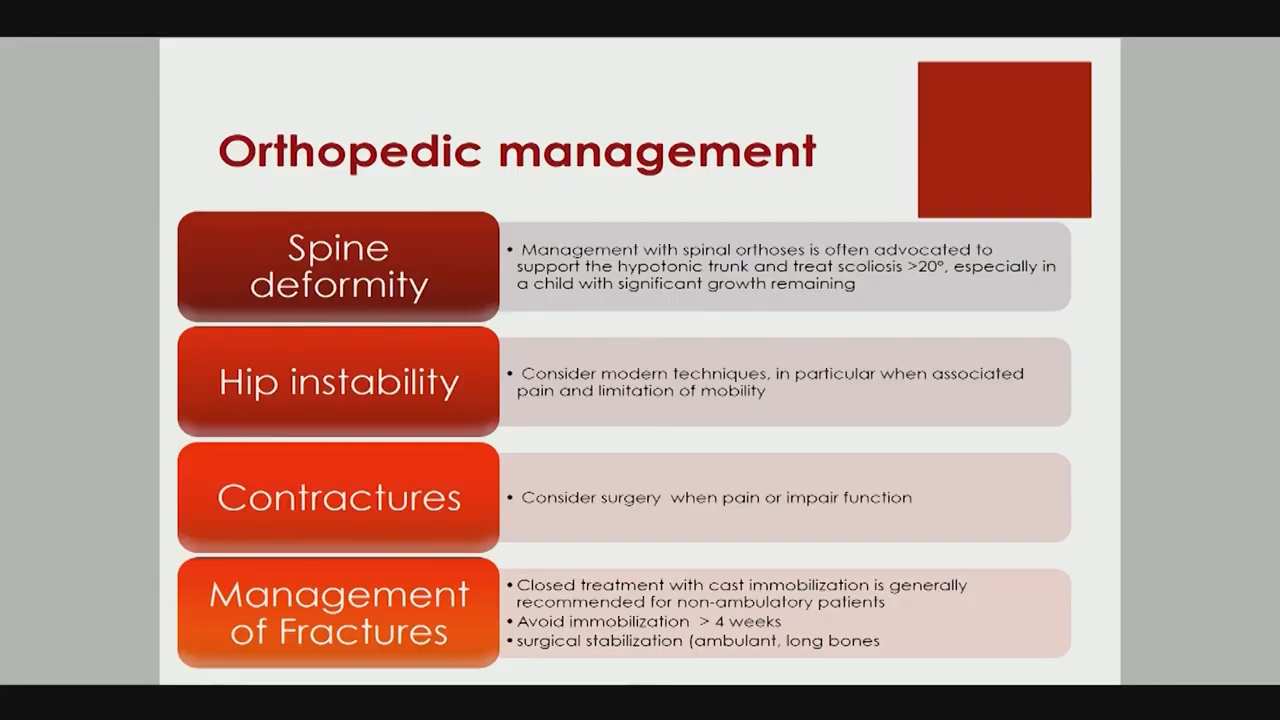 Orthopedic management
Spine
deformity
• Management with spinal orthoses is often advocated to
support the hypotonic trunk and treat scoliosis >20°, especially in
a child with significant growth remaining
Hip instability
• Consider modern techniques, in particular when associated
pain and limitation of mobility
Contractures
• Consider surgery  when pain or impair function
Management
of Fractures
• Closed treatment with cast immobilization is generally
recommended for non-ambulatory patients
• Avoid immobilization  > 4 weeks
• surgical stabilization (ambulant, long bones